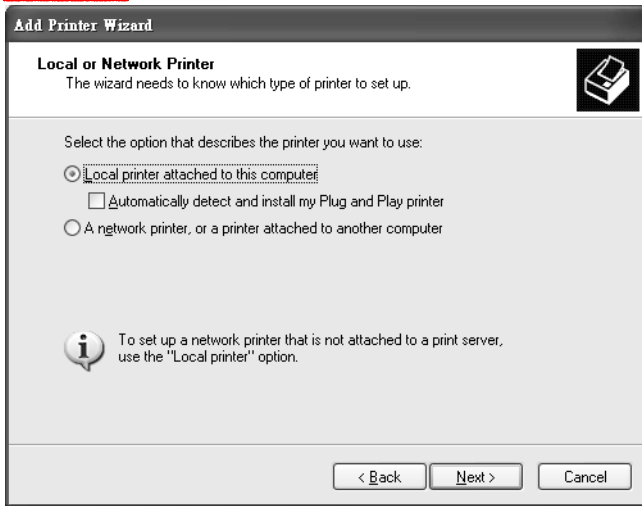 Add Printer Wizard
Local or Network Printer
The wizard needs to know which type of printer to set up.
Select the option that describes the printer you want to use:
Local printer attached to this computer
Automatically detect and install my Plug and Play printer
A network printer, or a printer attached to another computer
To set up a network printer that is not attached to a print server,
use the "Local printer" option.
< Back Next > Cancel